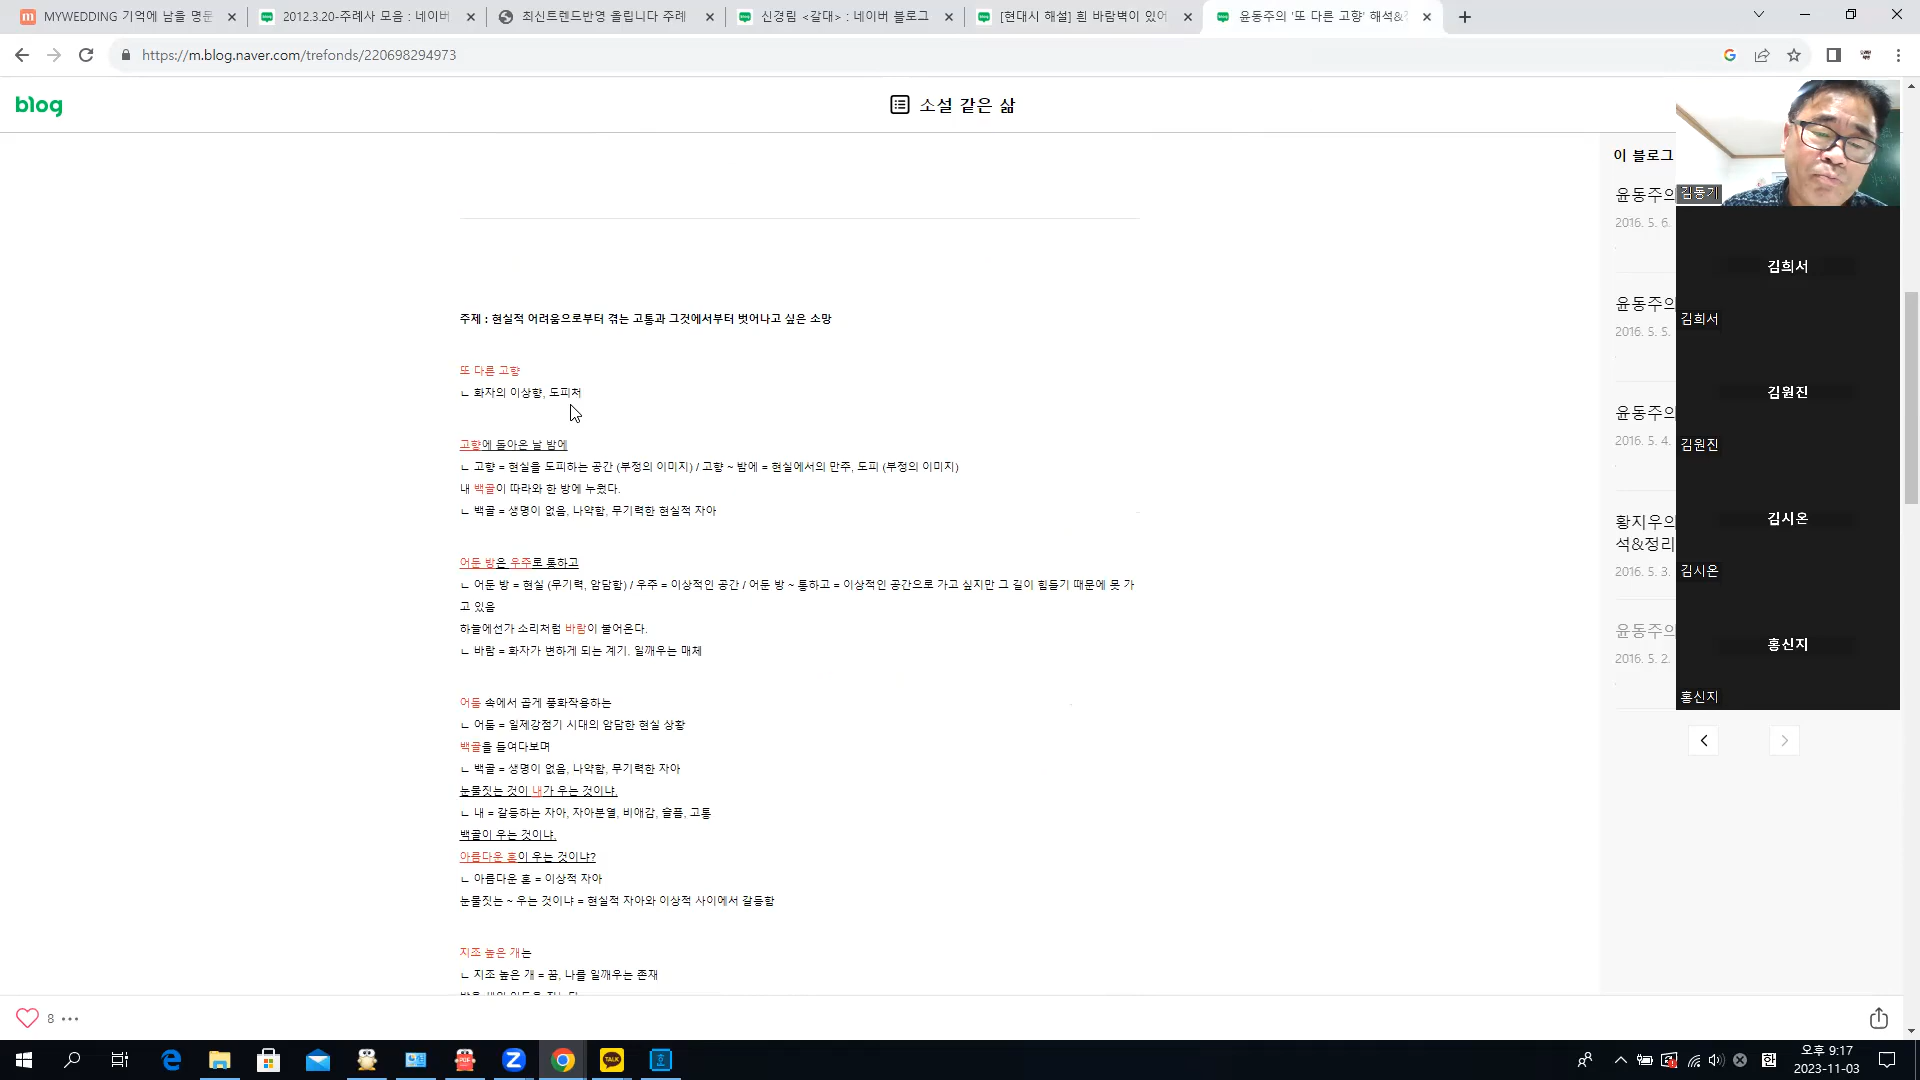 MYWEDDING 기억에 남을 명문
2012.3.20-주례사 모음 : 네이버
최신트렌드반영 올립니다 주례
신경림 <갈대> : 네이버 블로그
[현대시 해설] 흰 바람벽이 있어
윤동주의 '또 다른 고향' 해석&정
https://m.blog.naver.com/trefonds/220698294973
blog
소설 같은 삶
이 블로그
윤동주의
2016. 5. 6.
윤동주의
2016. 5. 5.
윤동주의
2016. 5. 4.
황지우의
석&정리
2016. 5. 3.
윤동주의
2016. 5. 2.
김동기
김희서
김희서
김원진
김원진
김시온
김시온
홍신지
홍신지
주제 : 현실적 어려움으로부터 겪는 고통과 그것에서부터 벗어나고 싶은 소망
또 다른 고향
ㄴ 화자의 이상향, 도피처
고향에 돌아온 날 밤에
ㄴ 고향 = 현실을 도피하는 공간 (부정의 이미지) / 고향 ~ 밤에 = 현실에서의 안주, 도피 (부정의 이미지)
내 백골이 따라와 한 방에 누웠다.
ㄴ 백골 = 생명이 없음, 나약함, 무기력한 현실적 자아
어둔 방은 우주로 통하고
ㄴ 어둔 방 = 현실 (무기력, 암담함) / 우주 = 이상적인 공간 / 어둔 방 ~ 통하고 = 이상적인 공간으로 가고 싶지만 그 길이 힘들기 때문에 못 가
고 있음
하늘에선가 소리처럼 바람이 불어온다.
ㄴ 바람 = 화자가 변하게 되는 계기, 일깨우는 매체
어둠 속에서 곱게 풍화작용하는
ㄴ 어둠 = 일제강점기 시대의 암담한 현실 상황
백골을 들여다보며
ㄴ 백골 = 생명이 없음, 나약함, 무기력한 자아
눈물짓는 것이 내가 우는 것이냐.
ㄴ 내 = 갈등하는 자아, 자아분열, 비애감, 슬픔, 고통
백골이 우는 것이냐.
아름다운 혼이 우는 것이냐?
ㄴ 아름다운 혼 = 이상적 자아
눈물짓는 ~ 우는 것이냐 = 현실적 자아와 이상적 사이에서 갈등함
지조 높은 개는
ㄴ 지조 높은 개 = 꿈, 나를 일깨우는 존재
8
TALK
한
오후 9:17
2023-11-03